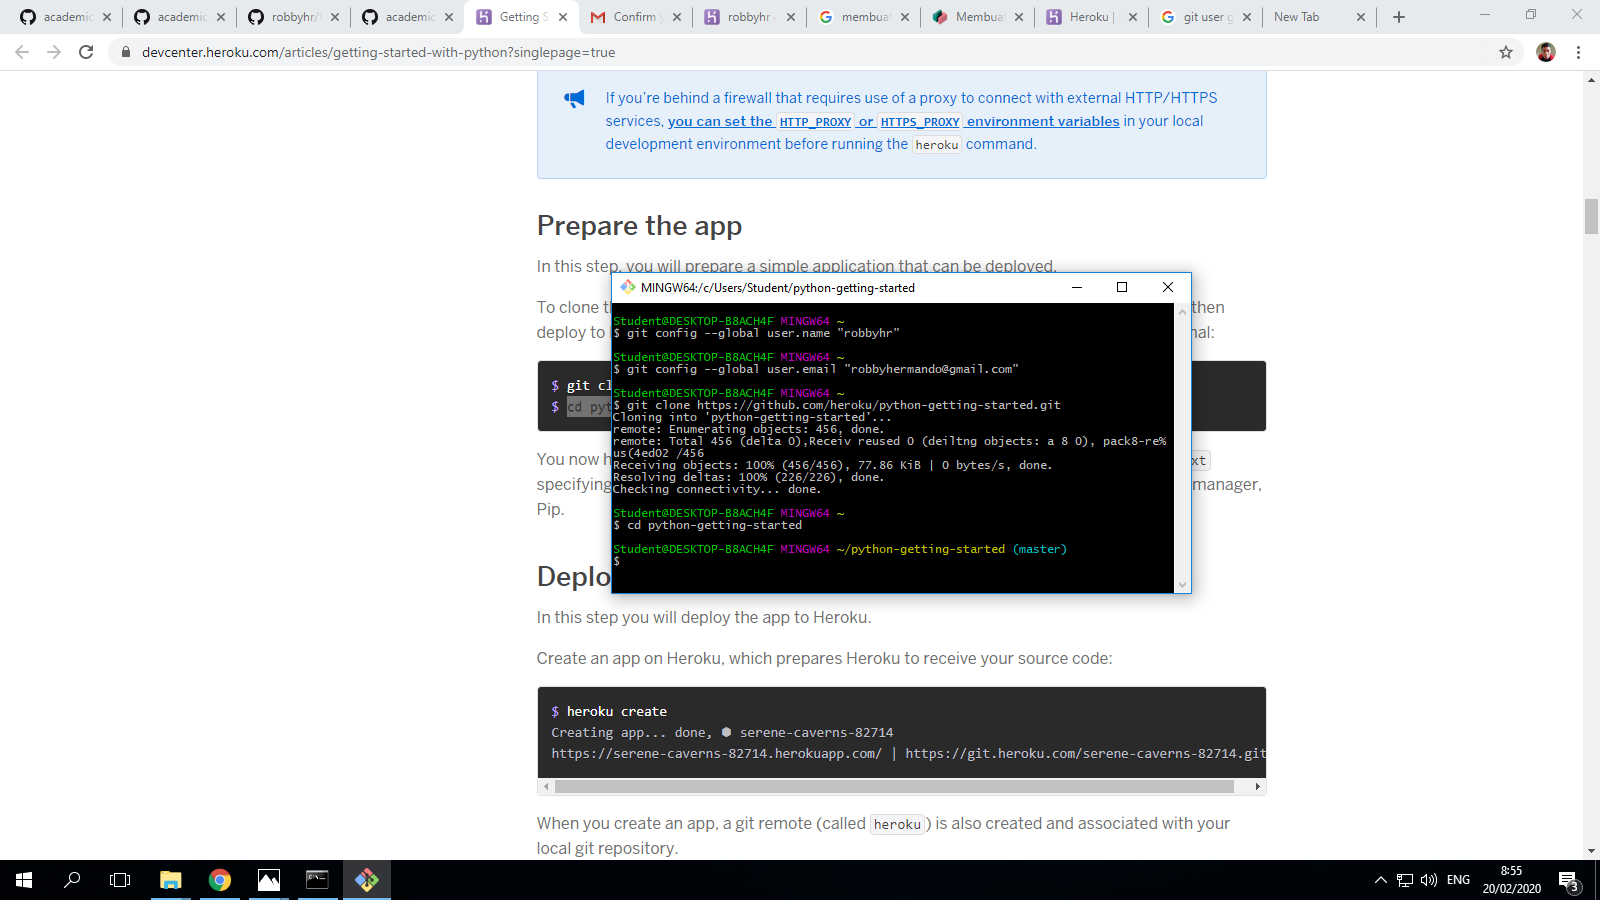 academic
academic
robbyhr/
academic
Getting S
Confirm
robbyhr
membua
Membua
Heroku |
git user g
New Tab
devcenter.heroku.com/articles/getting-started-with-python?singlepage=true
If you’re behind a firewall that requires use of a proxy to connect with external HTTP/HTTPS
services, you can set the HTTP_PROXY or HTTPS_PROXY environment variables in your local
development environment before running the heroku command.
Prepare the app
In this step, you will prepare a simple application that can be deployed.
To clone th
then
deploy to
nal:
$ git cl
$ cd pyt
You now h
xt
specifying
manager,
Pip.
MINGW64:/c/Users/Student/python-getting-started
Student@DESKTOP-B8ACH4F MINGW64 ~
$ git config --global user.name "robbyhr"
Student@DESKTOP-B8ACH4F MINGW64 ~
$ git config --global user.email "robbyhermando@gmail.com"
Student@DESKTOP-B8ACH4F MINGW64 ~
$ git clone https://github.com/heroku/python-getting-started.git
Cloning into 'python-getting-started'...
remote: Enumerating objects: 456, done.
remote: Total 456 (delta 0),Receiv reused 0 (deiltng objects: a 8 0), pack8-re%
us(4ed02 /456
Receiving objects: 100% (456/456), 77.86 KiB | 0 bytes/s, done.
Resolving deltas: 100% (226/226), done.
Checking connectivity... done.
Student@DESKTOP-B8ACH4F MINGW64 ~
$ cd python-getting-started
Student@DESKTOP-B8ACH4F MINGW64 ~/python-getting-started (master)
$
Deplo
In this step you will deploy the app to Heroku.
Create an app on Heroku, which prepares Heroku to receive your source code:
$ heroku create
Creating app... done, ⬢ serene-caverns-82714
https://serene-caverns-82714.herokuapp.com/ | https://git.heroku.com/serene-caverns-82714.git
When you create an app, a git remote (called heroku) is also created and associated with your
local git repository.
ENG
8:55
20/02/2020
3